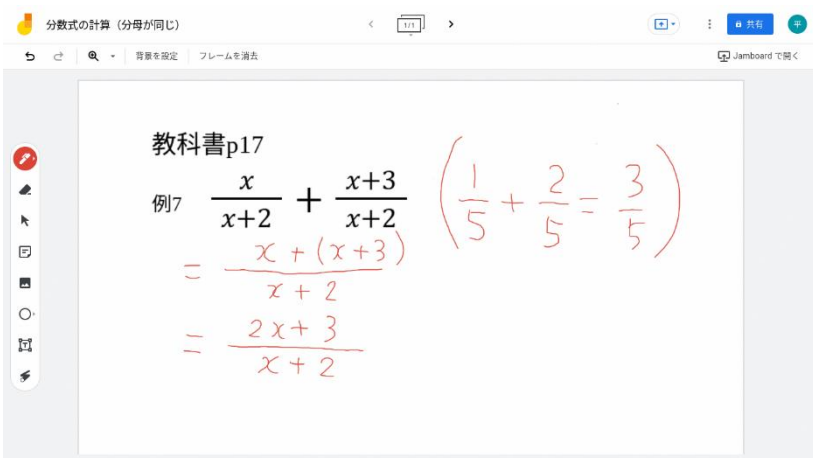 分数式の計算（分母が同じ）
1/1
共有
平
背景を設定 フレームを消去
Jamboard で開く
教科書p17
例7 x/(x+2) + (x+3)/(x+2) (1/5 + 2/5 = 3/5)
= (x + (x+3))/(x + 2)
= (2x + 3)/(x + 2)